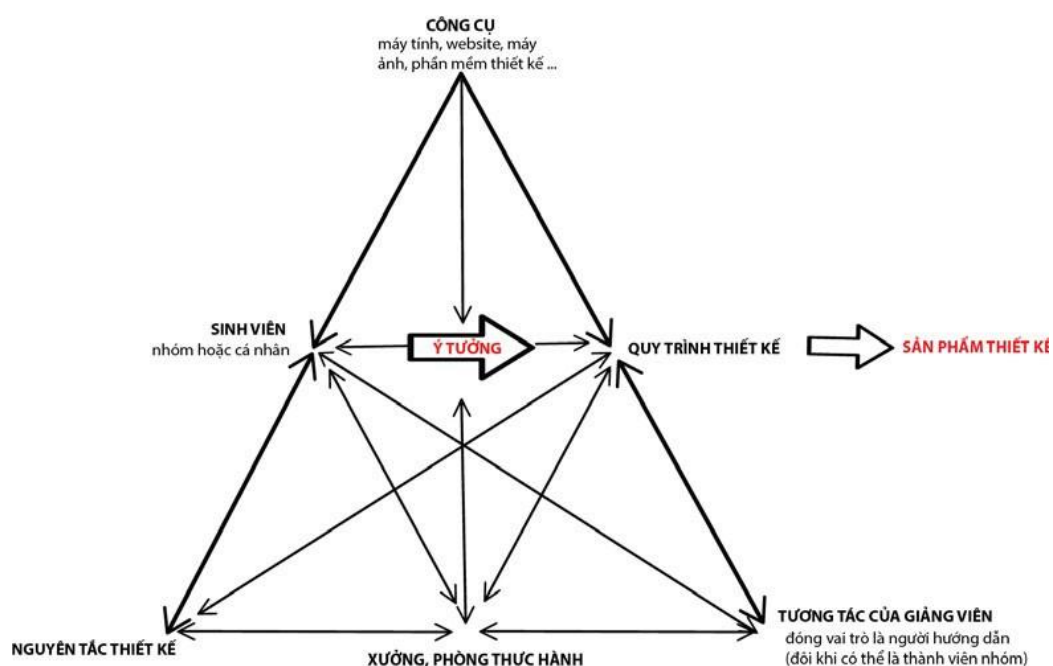 CÔNG CỤ
máy tính, website, máy
ảnh, phần mềm thiết kế ...
SINH VIÊN
nhóm hoặc cá nhân
Ý TƯỞNG
QUY TRÌNH THIẾT KẾ
SẢN PHẨM THIẾT KẾ
NGUYÊN TẮC THIẾT KẾ
XƯỞNG, PHÒNG THỰC HÀNH
TƯƠNG TÁC CỦA GIẢNG VIÊN
đóng vai trò là người hướng dẫn
(đôi khi có thể là thành viên nhóm)